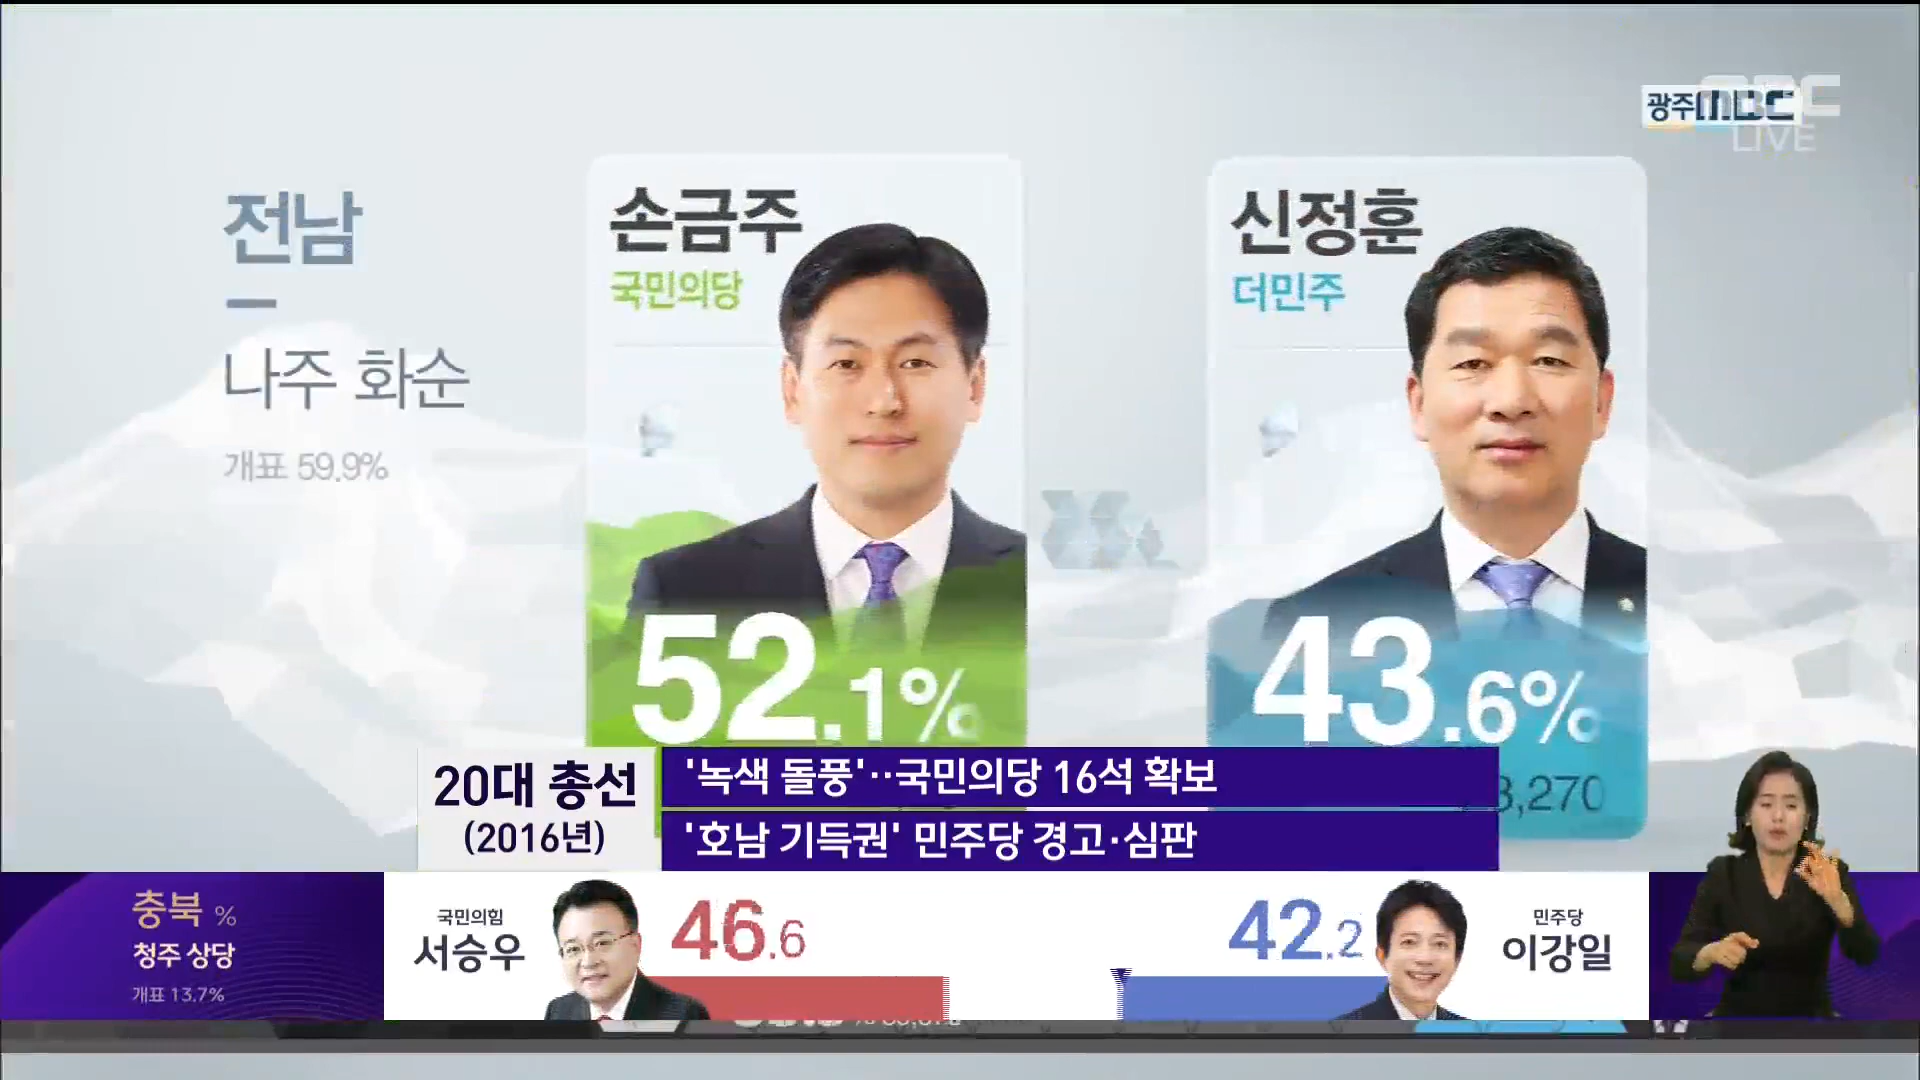 광주MBC
MBC
LIVE
전남
나주 화순
개표 59.9%
손금주
국민의당
52.1%
신정훈
더민주
43.6%
3,270
20대 총선
(2016년)
'녹색 돌풍'··국민의당 16석 확보
'호남 기득권' 민주당 경고·심판
충북 %
청주 상당
개표 13.7%
국민의힘
서승우
46.6
42.2
민주당
이강일